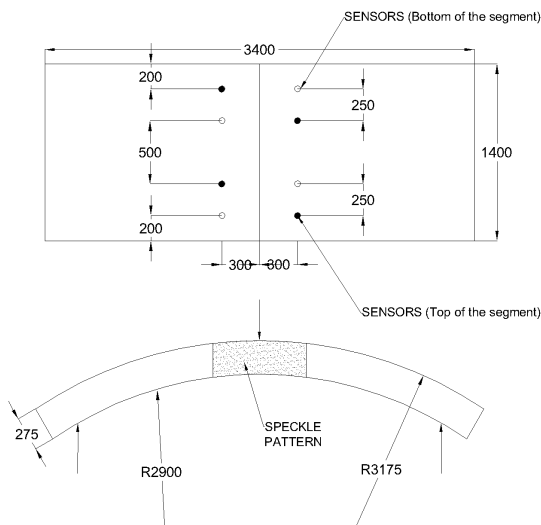 SENSORS (Bottom of the segment)
3400
200
250
500
1400
250
200
300
300
SENSORS (Top of the segment)
275
SPECKLE
PATTERN
R2900
R3175